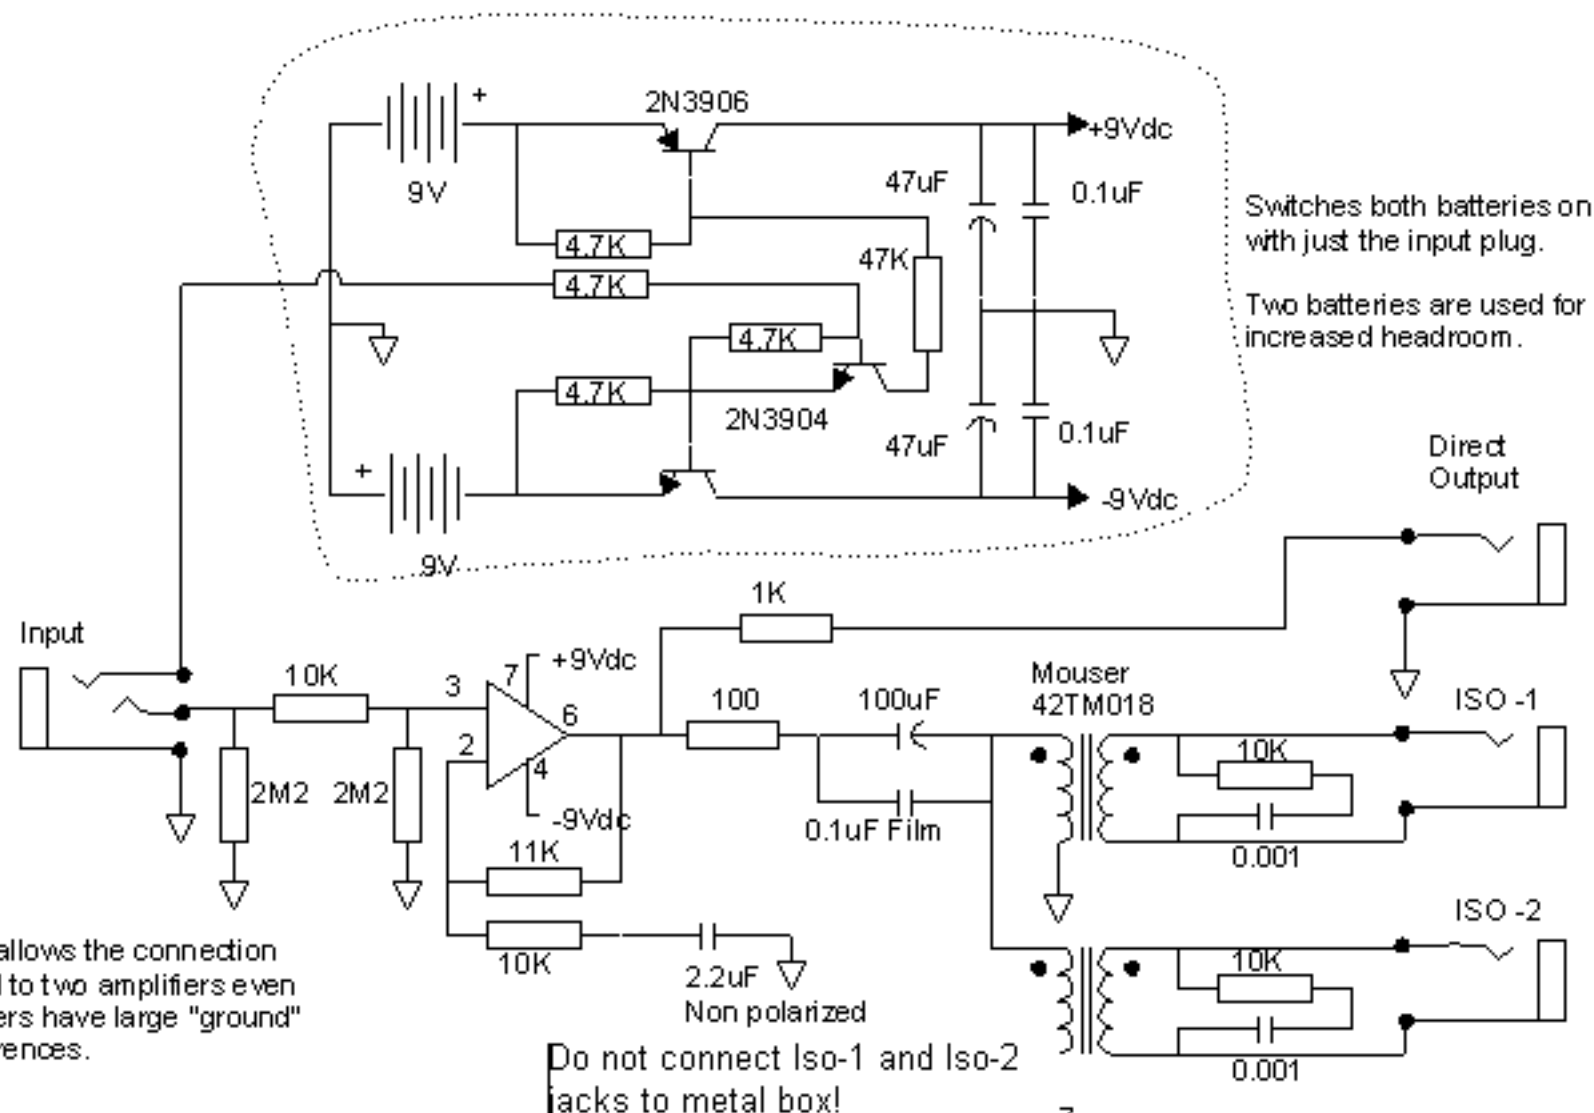 2N3906
+
+9Vdc
9V
47uF
0.1uF
Switches both batteries on
with just the input plug.
4.7K
47K
4.7K
Two batteries are used for
increased headroom.
4.7K
4.7K
2N3904
47uF
0.1uF
+
-9Vdc
9V
Direct
Output
1K
Input
+9Vdc
7
10K
3
Mouser
42TM018
100
100uF
ISO -1
6
2
4
10K
2M2
2M2
-9Vdc
0.1uF Film
11K
0.001
ISO -2
allows the connection
to two amplifiers even
have large "ground"
10K
2.2uF
Non polarized
10K
Do not connect Iso-1 and Iso-2
jacks to metal box!
0.001